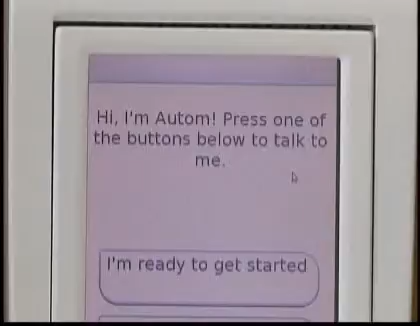 Hi, I'm Autom! Press one of
the buttons below to talk to
me.
I'm ready to get started